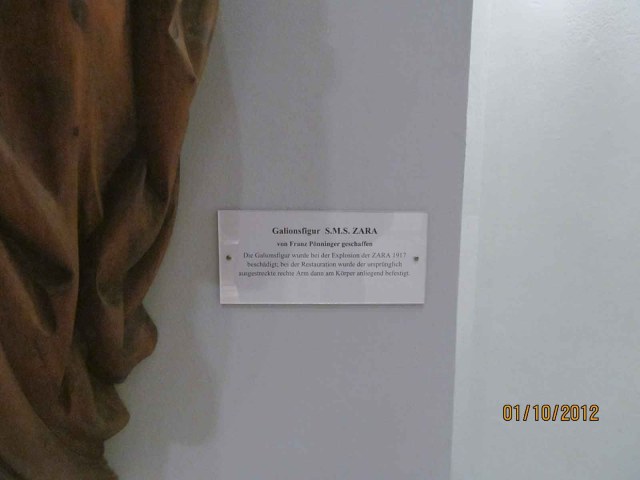 Galionsfigur S.M.S. ZARA
von Franz Pönninger geschaffen
Die Galionsfigur wurde bei der Explosion der ZARA 1917
beschädigt; bei der Restauration wurde der ursprünglich
ausgestreckte rechte Arm dann am Körper anliegend befestigt.
01/10/2012